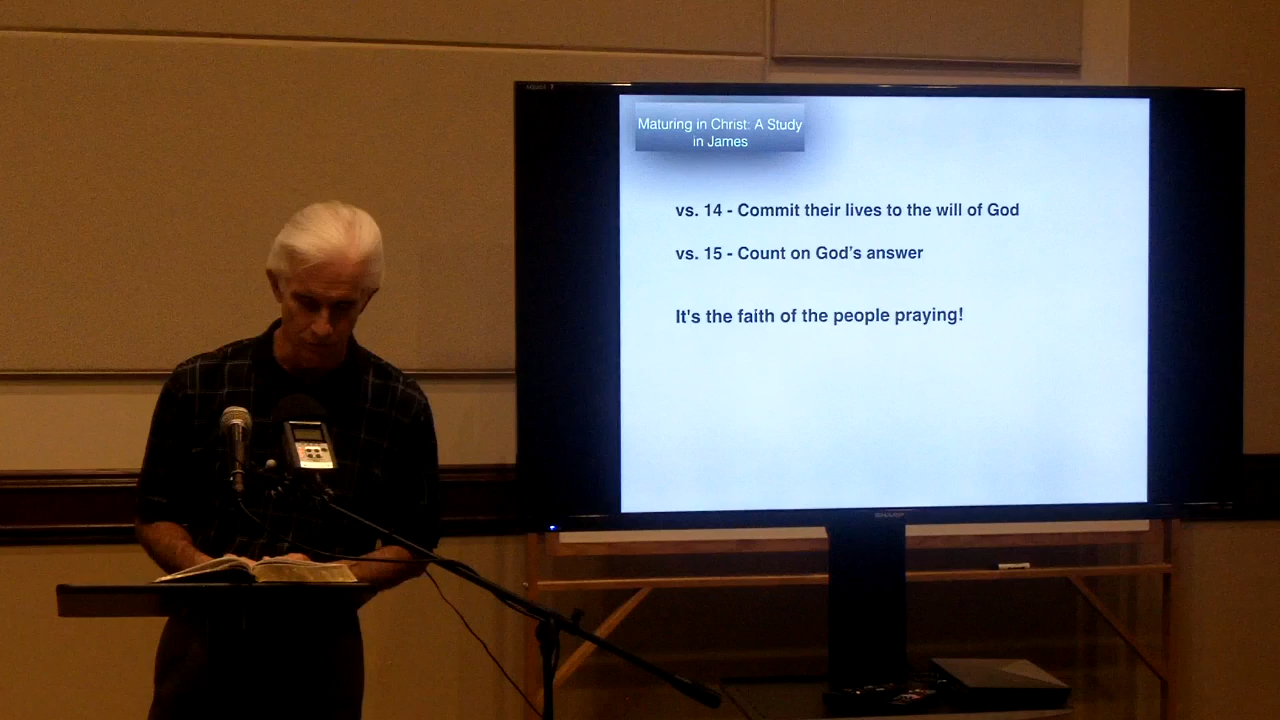 Maturing in Christ: A Study
in James
vs. 14 - Commit their lives to the will of God
vs. 15 - Count on God's answer
It's the faith of the people praying!
SHARP